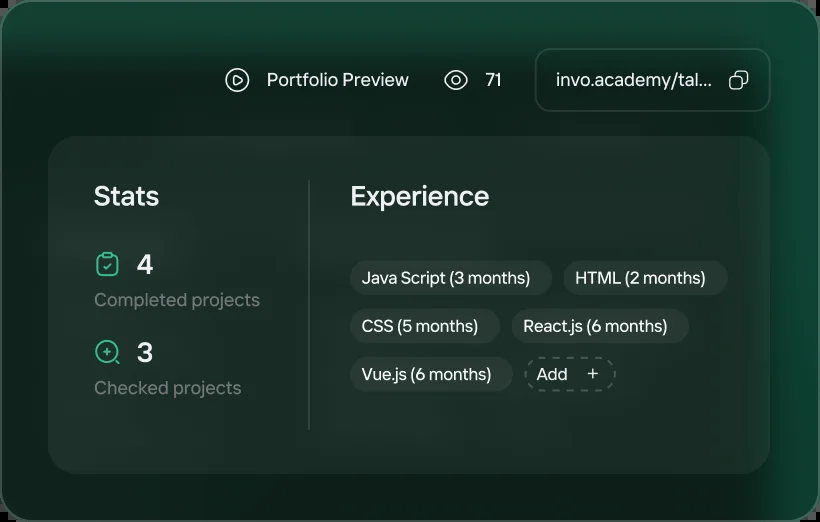 Portfolio Preview 71 invo.academy/tal...
Stats
4
Completed projects
3
Checked projects
Experience
Java Script (3 months) HTML (2 months)
CSS (5 months) React.js (6 months)
Vue.js (6 months) Add +